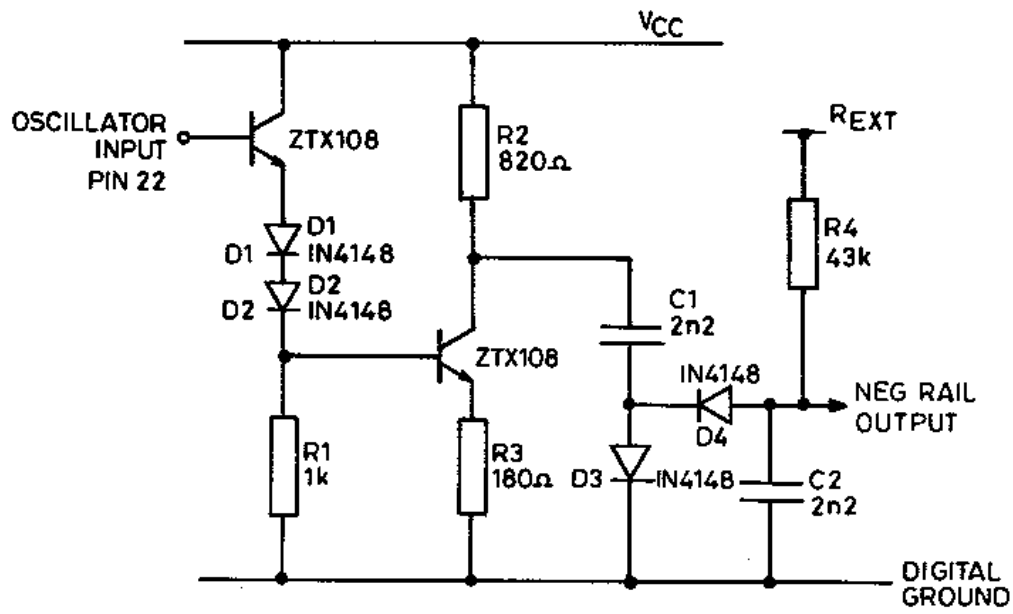 VCC
OSCILLATOR
INPUT
PIN 22
ZTX108
R2
820Ω
REXT
D1
D1
IN4148
D2
D2
IN4148
R4
43k
C1
2n2
ZTX108
IN4148
D4
NEG RAIL
OUTPUT
R1
1k
R3
180Ω
D3
IN4148
C2
2n2
DIGITAL
GROUND